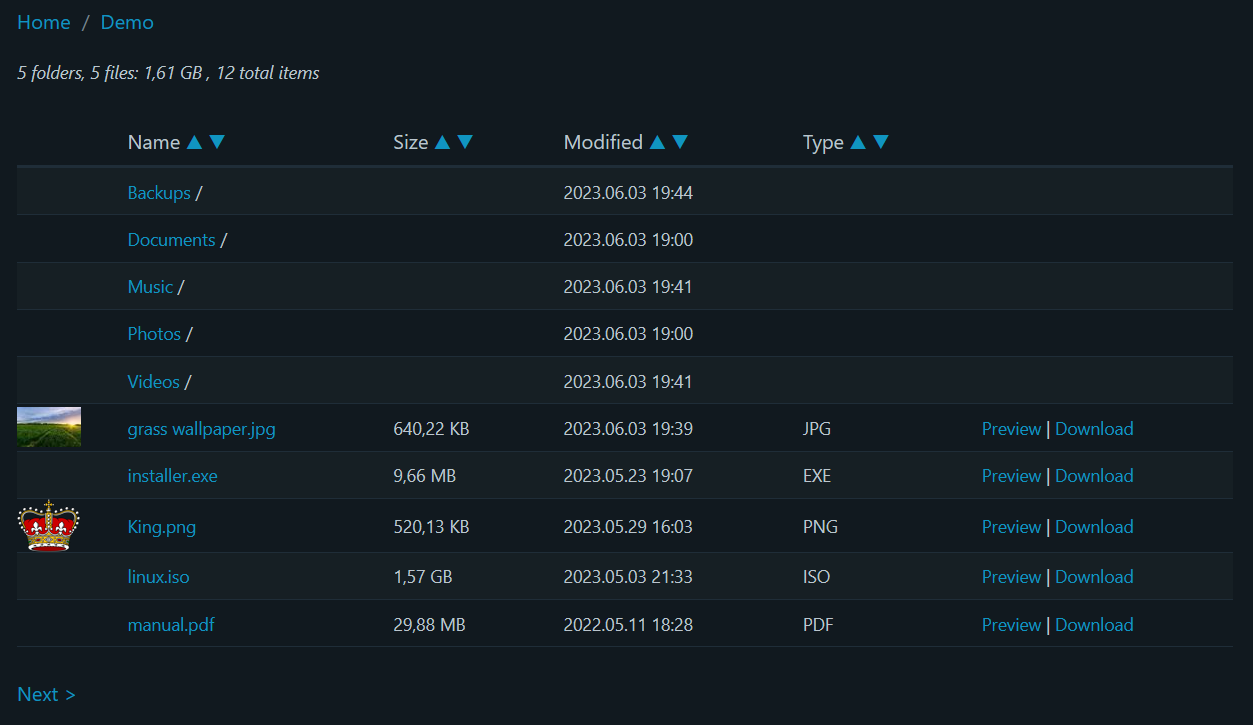 Home / Demo
5 folders, 5 files: 1,61 GB , 12 total items
Name ▲ ▼ Size ▲ ▼ Modified ▲ ▼ Type ▲ ▼
Backups / 2023.06.03 19:44
Documents / 2023.06.03 19:00
Music / 2023.06.03 19:41
Photos / 2023.06.03 19:00
Videos / 2023.06.03 19:41
grass wallpaper.jpg 640,22 KB 2023.06.03 19:39 JPG Preview | Download
installer.exe 9,66 MB 2023.05.23 19:07 EXE Preview | Download
King.png 520,13 KB 2023.05.29 16:03 PNG Preview | Download
linux.iso 1,57 GB 2023.05.03 21:33 ISO Preview | Download
manual.pdf 29,88 MB 2022.05.11 18:28 PDF Preview | Download
Next >